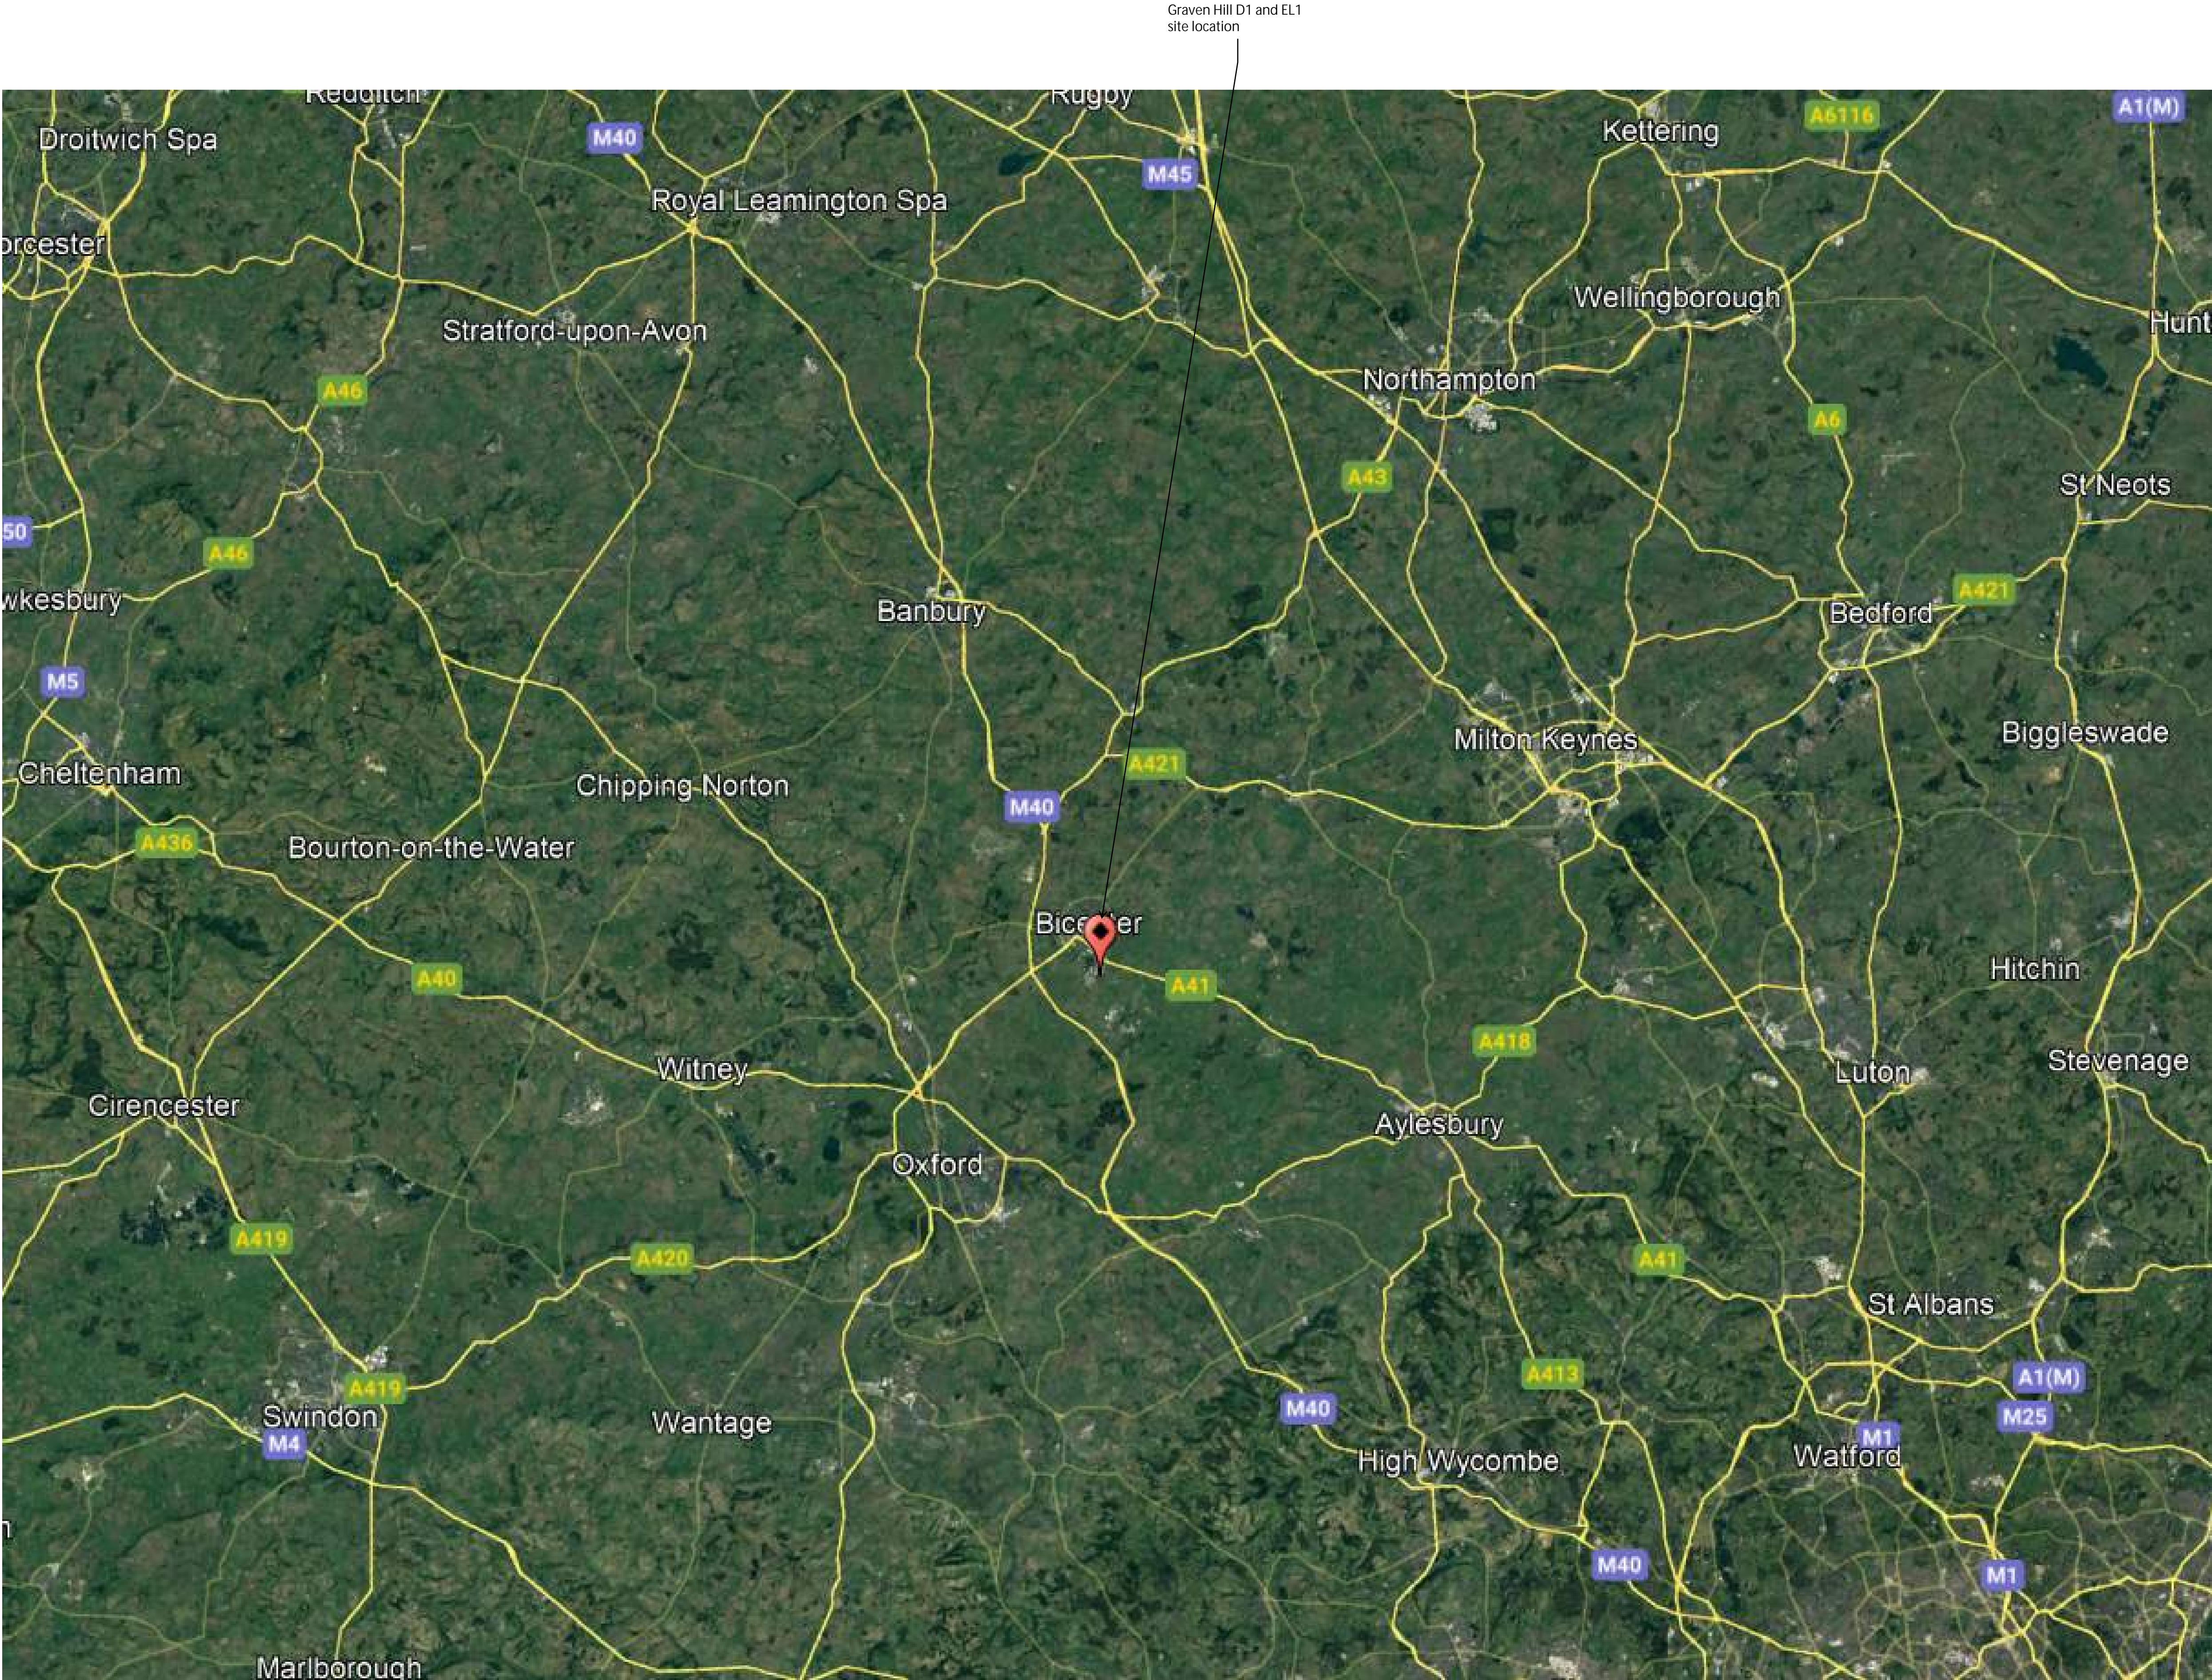 Graven Hill D1 and EL1
site location
Redditch
Rugby
A1(M)
A6116
Droitwich Spa
M40
Kettering
M45
Royal Leamington Spa
orcester
Wellingborough
Hunt
Stratford-upon-Avon
Northampton
A46
A6
A43
St Neots
50
A46
A421
wkesbury
Banbury
Bedford
M5
Biggleswade
Milton Keynes
A421
Cheltenham
Chipping Norton
M40
A436
Bourton-on-the-Water
Bicester
Hitchin
A40
A41
A418
Stevenage
Witney
Luton
Cirencester
Aylesbury
Oxford
A419
A420
A41
St Albans
A413
A1(M)
A419
M40
Swindon
M25
Wantage
M4
M1
Watford
High Wycombe
n
M40
M1
Marlborough